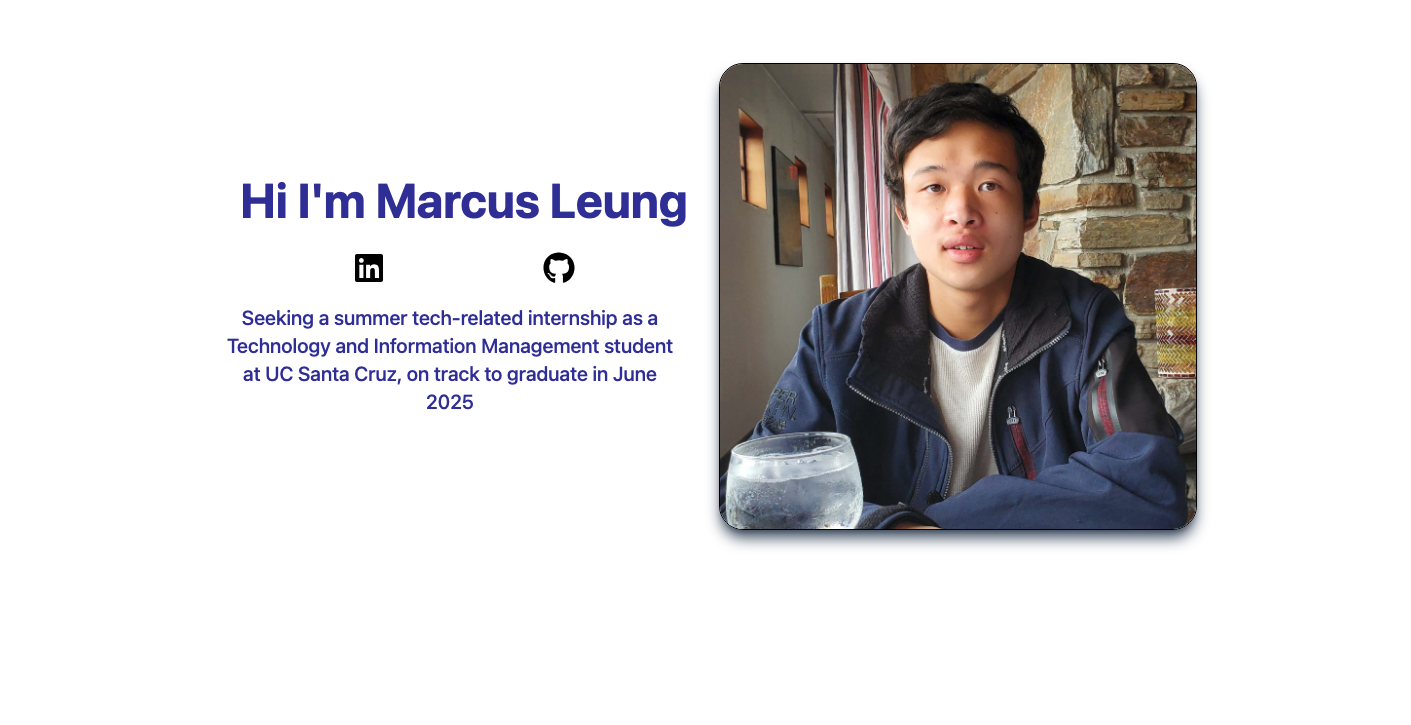 Hi I'm Marcus Leung
in
Seeking a summer tech-related internship as a
Technology and Information Management student
at UC Santa Cruz, on track to graduate in June
2025